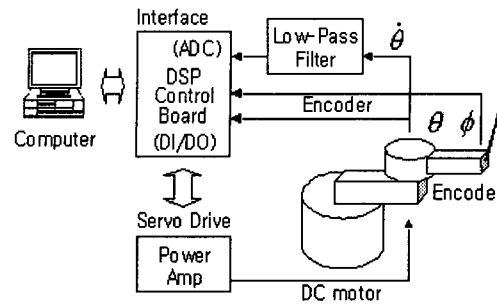 Interface
(ADC)
DSP
Control
Board
(DI/DO)
Low-Pass
Filter
θ̇
Encoder
θ φ
Computer
Encode
Servo Drive
Power
Amp
DC motor